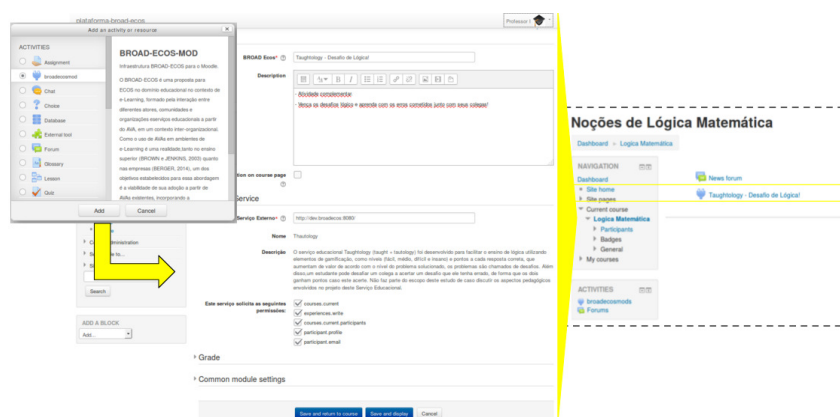 plataforma-broad-ecos
Professor 1
Add an activity or resource
ACTIVITIES
Assignment
broadecosmod
Chat
Choice
Database
External tool
Forum
Glossary
Lesson
Quiz
BROAD-ECOS-MOD
Infraestrutura BROAD-ECOS para o Moodle.
O BROAD-ECOS é uma proposta para
ECOS no domínio educacional no contexto de
e-Learning, formado pela interação entre
diferentes atores, comunidades e
organizações eserviços educacionais a partir
do AVA, em um contexto inter-organizacional.
Como o uso de AVAs em ambientes de
e-Learning é uma realidade,tanto no ensino
superior (BROWN e JENKINS, 2003) quanto
nas empresas (BERGER, 2014), um dos
objetivos estabelecidos para essa abordagem
é a viabilidade de sua adoção a partir de
AVAs existentes, incorporando a
Add
Cancel
Search
ADD A BLOCK
Add...
BROAD Ecos*
Taughtology - Desafio de Lógica!
Description
- Atividade complementar
- Vença os desafios lógico e aprenda com os erros cometidos junto com seus colegas!
on course page
Service
Serviço Externo*
http://dev.broadecos:8080/
Nome
Thautology
Descrição
O serviço educacional Taughtology (taught + tautology) foi desenvolvido para facilitar o ensino de lógica utilizando
elementos de gamificação, como níveis (fácil, médio, difícil e insano) e pontos a cada resposta correta, que
aumentam de valor de acordo com o nível do problema solucionado, os problemas são chamados de desafios. Além
disso,um estudante pode desafiar um colega a acertar um desafio que ele tenha errado, de forma que os dois
ganham pontos caso este acerte. Não faz parte do escopo deste estudo de caso discutir os aspectos pedagógicos
envolvidos no projeto deste Serviço Educacional.
Este serviço solicita as seguintes
permissões:
courses.current
experiences.write
courses.current.participants
participant.profile
participant.email
Grade
Common module settings
Save and return to course
Save and display
Cancel
Noções de Lógica Matemática
Dashboard
Logica Matemática
NAVIGATION
Dashboard
Site home
Site pages
Current course
Logica Matemática
Participants
Badges
General
My courses
News forum
Taughtology - Desafio de Lógica!
ACTIVITIES
broadecosmods
Forums